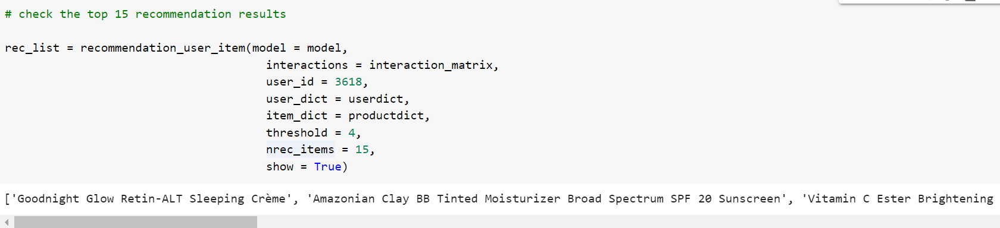 # check the top 15 recommendation results
rec_list = recommendation_user_item(model = model,
interactions = interaction_matrix,
user_id = 3618,
user_dict = userdict,
item_dict = productdict,
threshold = 4,
nrec_items = 15,
show = True)
['Goodnight Glow Retin-ALT Sleeping Crème', 'Amazonian Clay BB Tinted Moisturizer Broad Spectrum SPF 20 Sunscreen', 'Vitamin C Ester Brightening